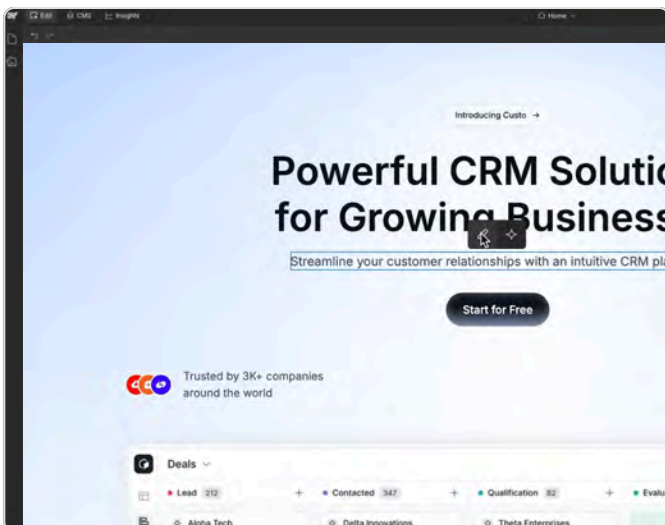 Edit CMS Insights Home
Introducing Custo →
Powerful CRM Solutio
for Growing Business
Streamline your customer relationships with an intuitive CRM pla
Start for Free
Trusted by 3K+ companies
around the world
Deals
Lead 212 + Contacted 347 + Qualification 82 + Evalu
Alpha Tech Delta Innovations Theta Enterprises